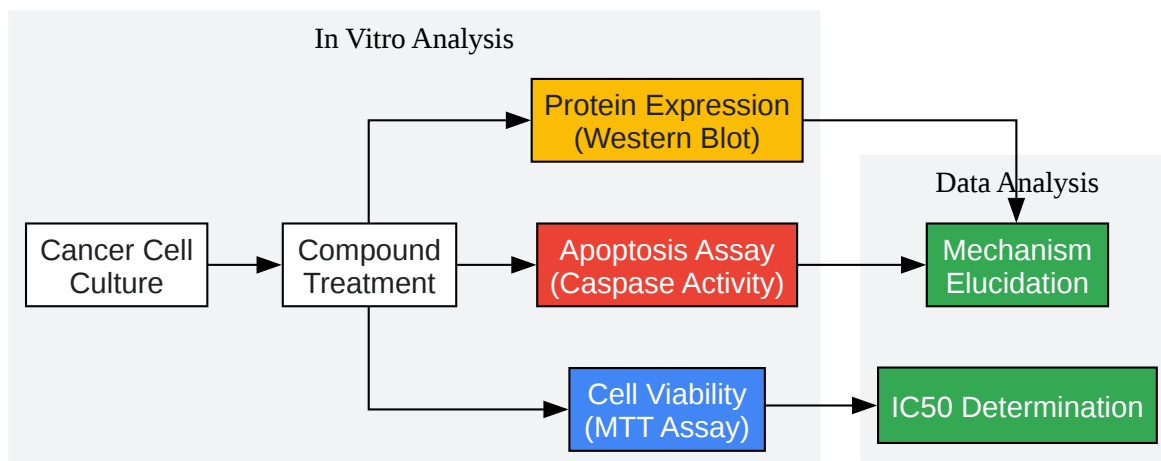 In Vitro Analysis
Protein Expression
(Western Blot)
Data Analysis
Cancer Cell
Culture
Compound
Treatment
Apoptosis Assay
(Caspase Activity)
Mechanism
Elucidation
Cell Viability
(MTT Assay)
IC50 Determination